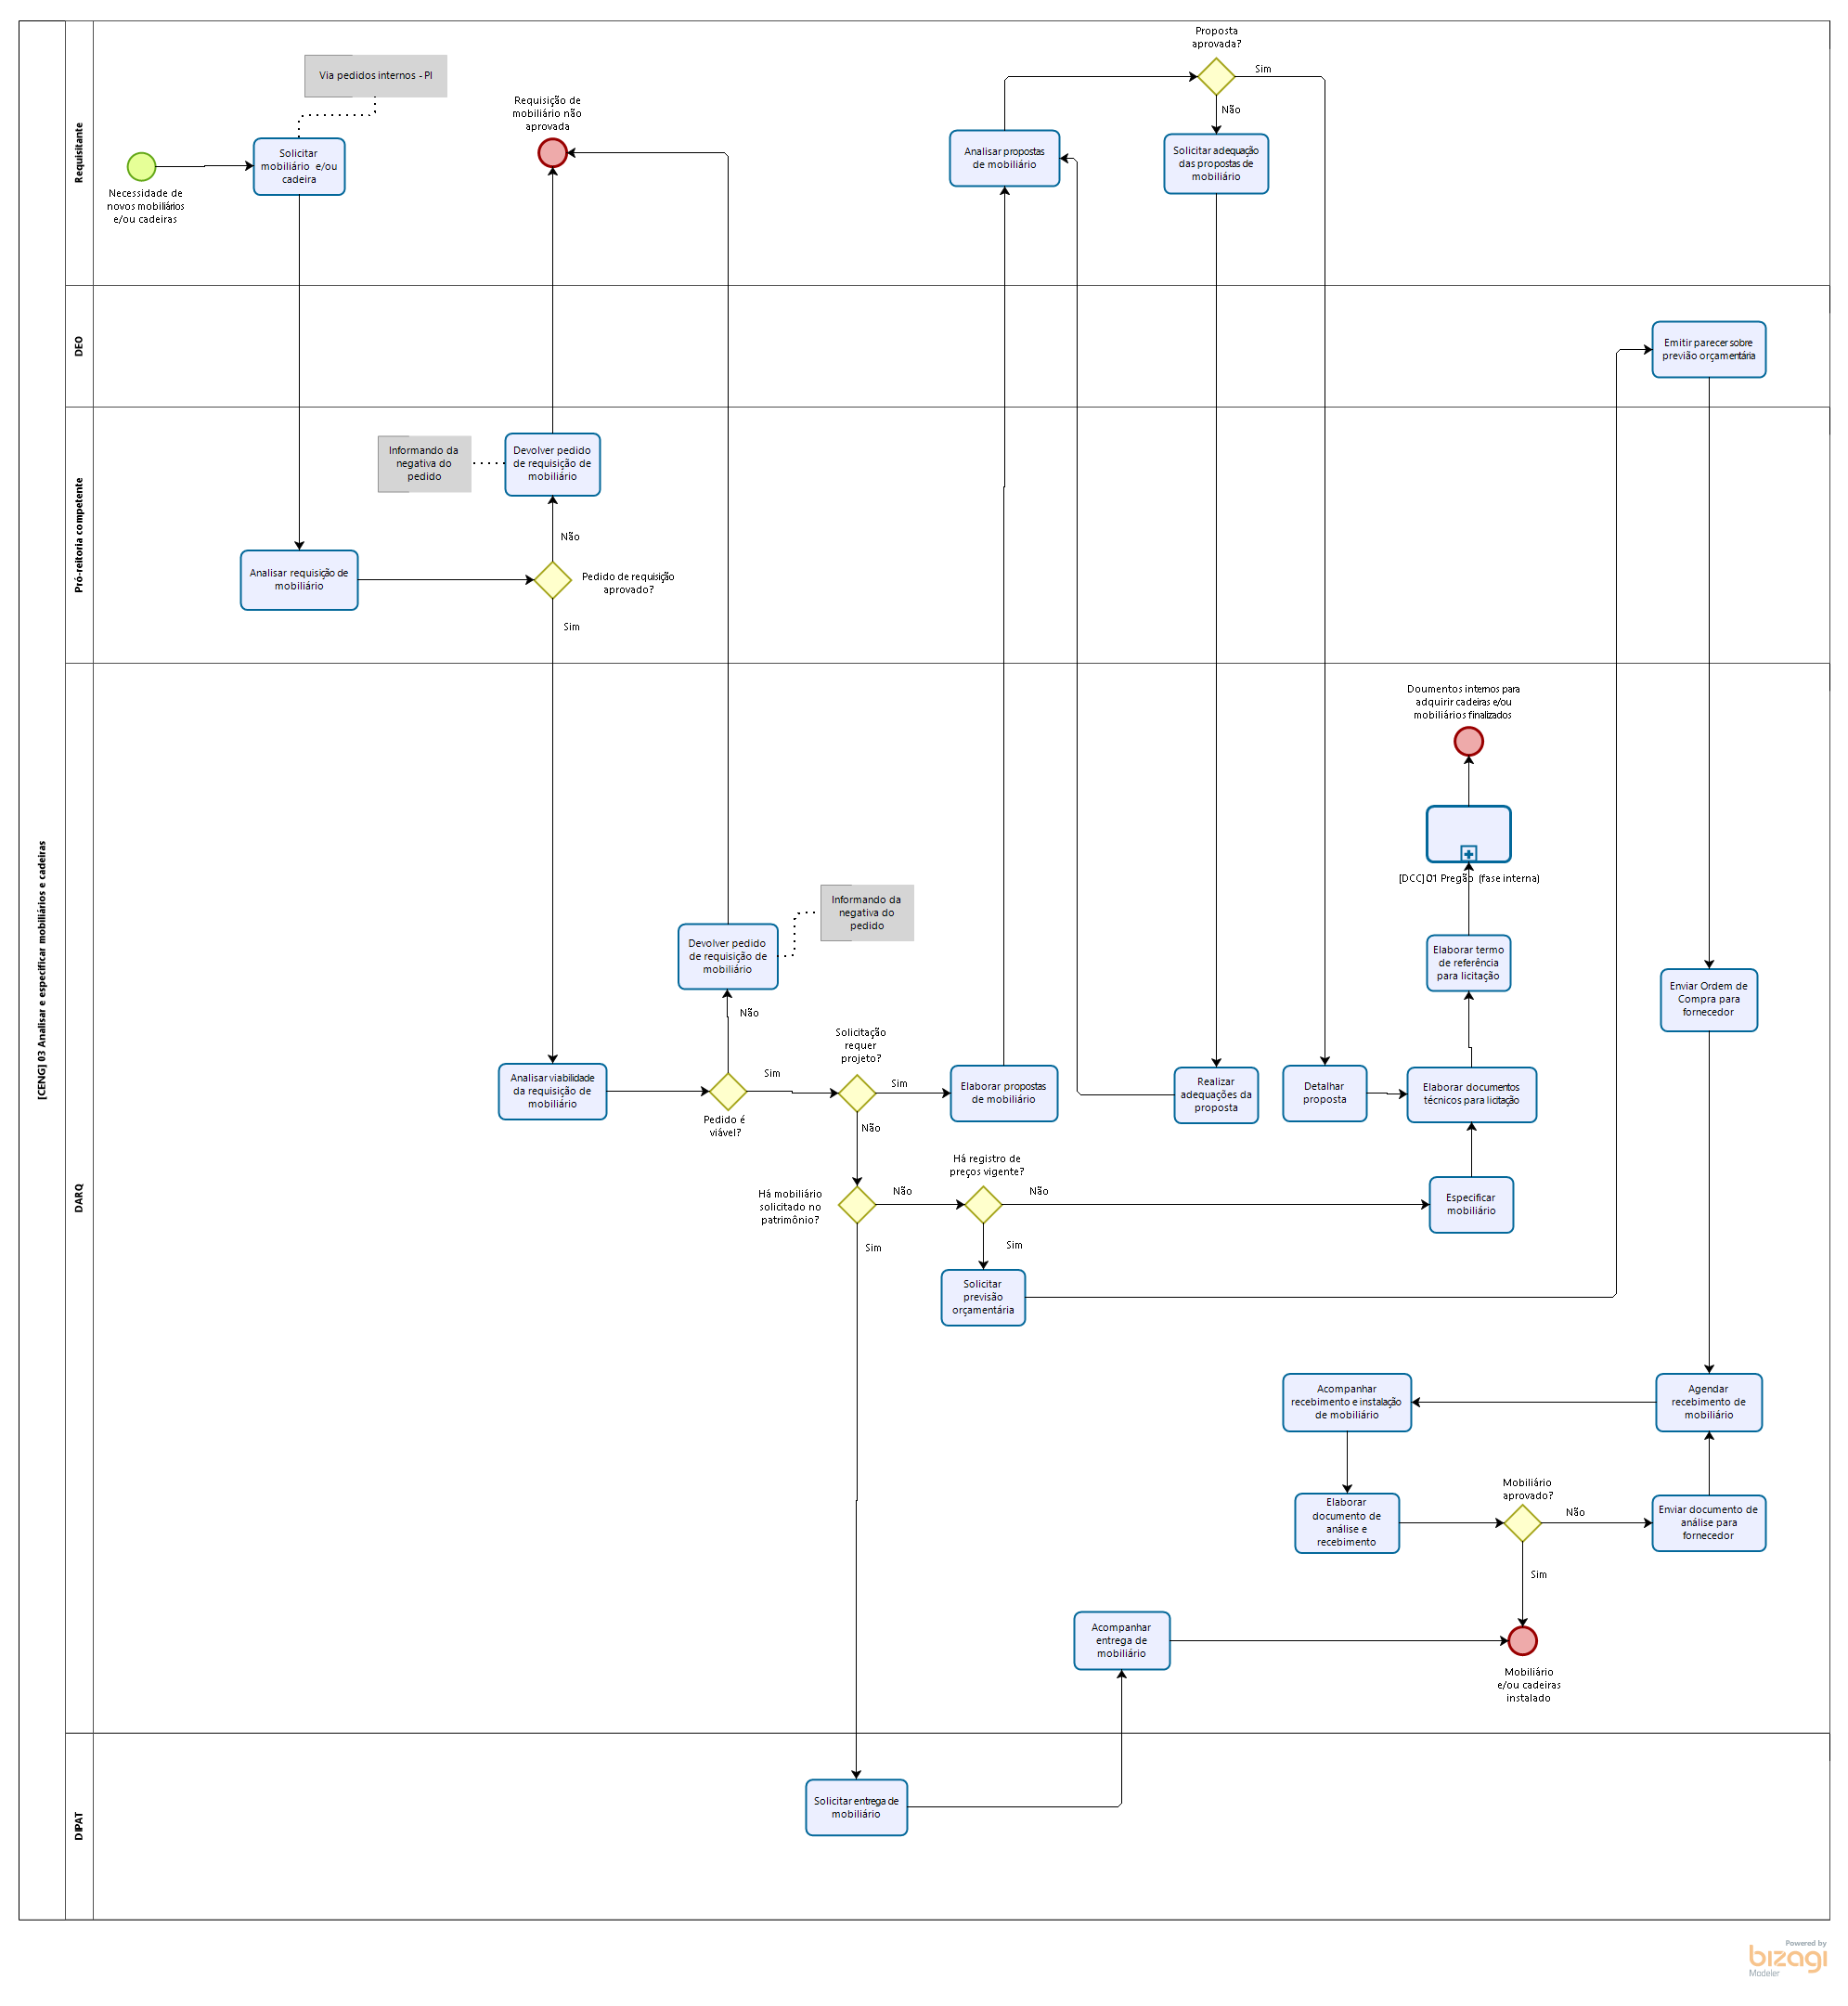 [CENG] 03 Analisar e especificar mobiliários e cadeiras
Requisitante
Via pedidos internos - PI
Necessidade de
novos mobiliários
e/ou cadeiras
Solicitar
mobiliário e/ou
cadeira
Requisição de
mobiliário não
aprovada
Analisar propostas
de mobiliário
Proposta
aprovada?
Sim
Não
Solicitar adequação
das propostas de
mobiliário
DEO
Emitir parecer sobre
previão orçamentária
Pró-reitoria competente
Informando da
negativa do
pedido
Devolver pedido
de requisição de
mobiliário
Não
Analisar requisição de
mobiliário
Pedido de requisição
aprovado?
Sim
DARQ
Doumentos internos para
adquirir cadeiras e/ou
mobiliários finalizados
[DCC] 01 Pregão (fase interna)
Informando da
negativa do
pedido
Devolver pedido
de requisição de
mobiliário
Elaborar termo
de referência
para licitação
Enviar Ordem de
Compra para
fornecedor
Não
Solicitação
requer
projeto?
Analisar viabilidade
da requisição de
mobiliário
Sim
Pedido é
viável?
Sim
Elaborar propostas
de mobiliário
Realizar
adequações da
proposta
Detalhar
proposta
Elaborar documentos
técnicos para licitação
Não
Há registro de
preços vigente?
Há mobiliário
solicitado no
patrimônio?
Não
Não
Especificar
mobiliário
Sim
Sim
Solicitar
previsão
orçamentária
Acompanhar
recebimento e instalação
de mobiliário
Agendar
recebimento de
mobiliário
Elaborar
documento de
análise e
recebimento
Mobiliário
aprovado?
Não
Enviar documento de
análise para
fornecedor
Sim
Acompanhar
entrega de
mobiliário
Mobiliário
e/ou cadeiras
instalado
DIPAT
Solicitar entrega de
mobiliário
Powered by
bizagi
Modeler